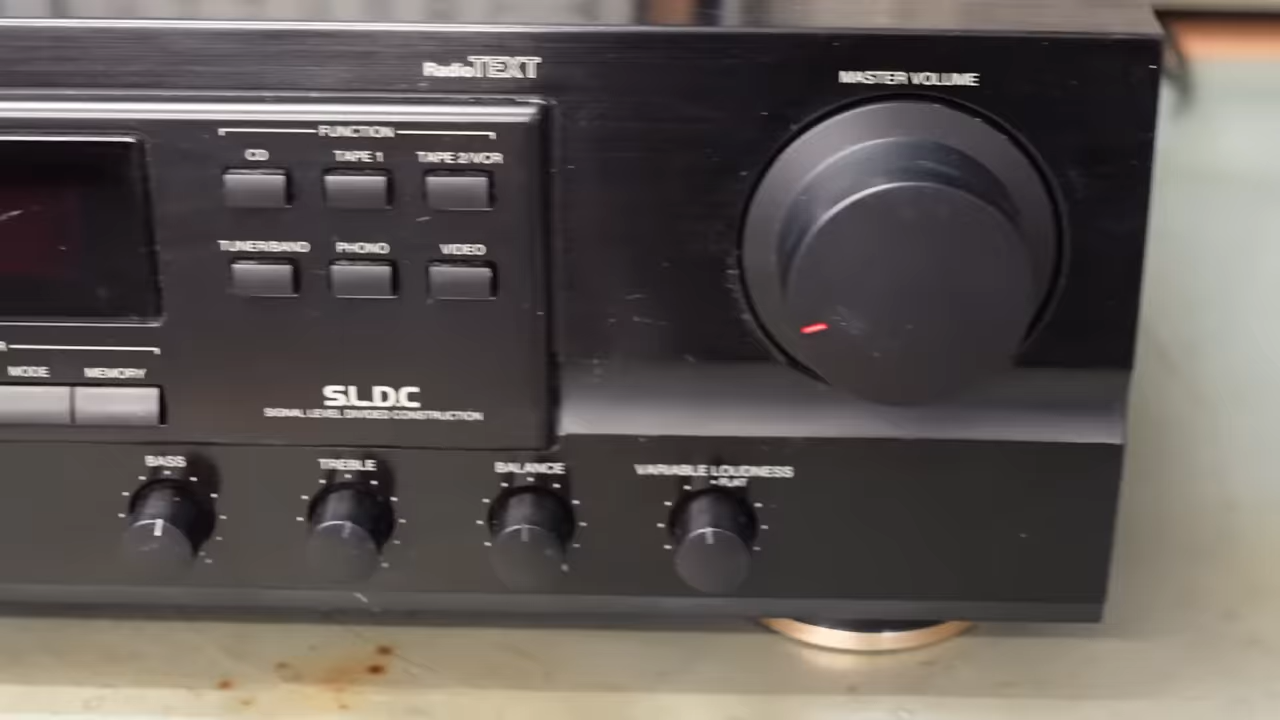 RadioTEXT
MASTER VOLUME
FUNCTION
CD TAPE 1 TAPE 2/VCR
TUNER BAND PHONO VIDEO
MODE MEMORY
S.L.D.C
SIGNAL LEVEL DIVIDED CONSTRUCTION
BASS TREBLE BALANCE VARIABLE LOUDNESS
FLAT